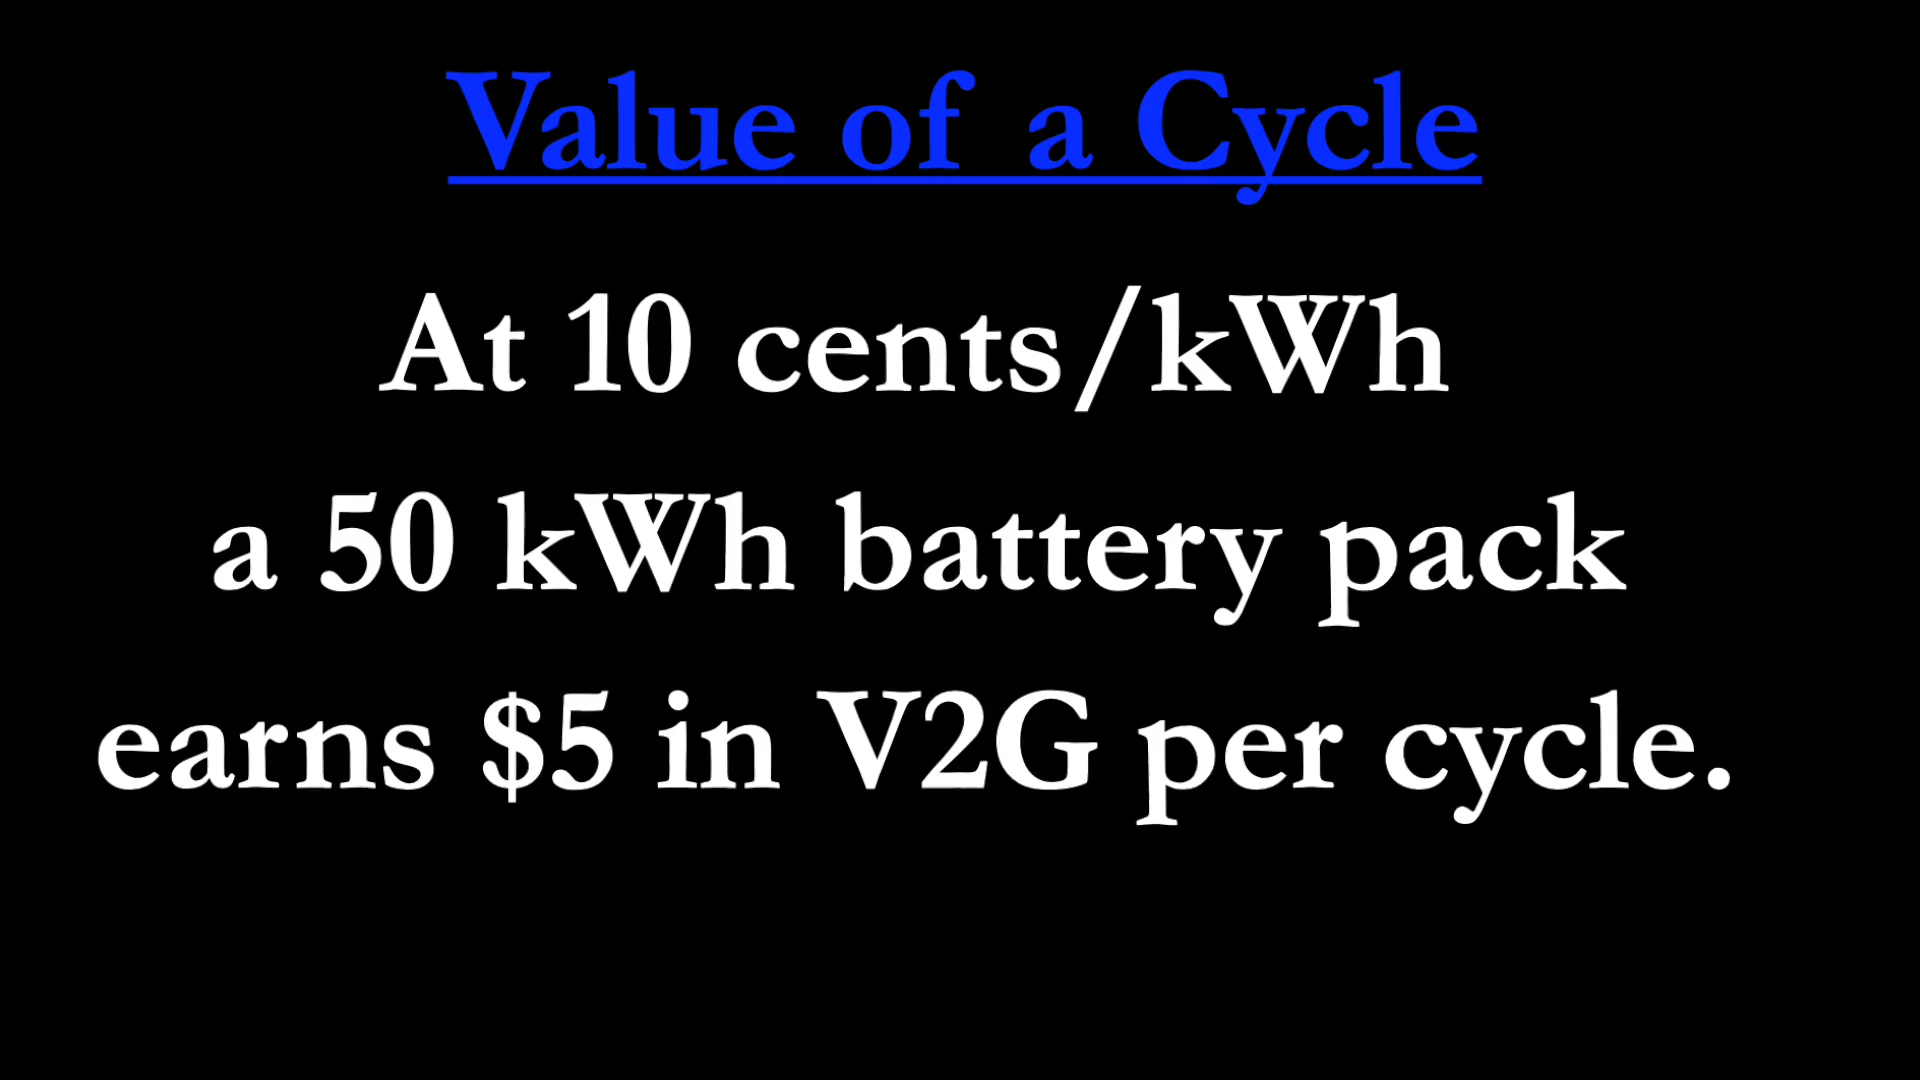 Value of a Cycle
At 10 cents/kWh
a 50 kWh battery pack
earns $5 in V2G per cycle.